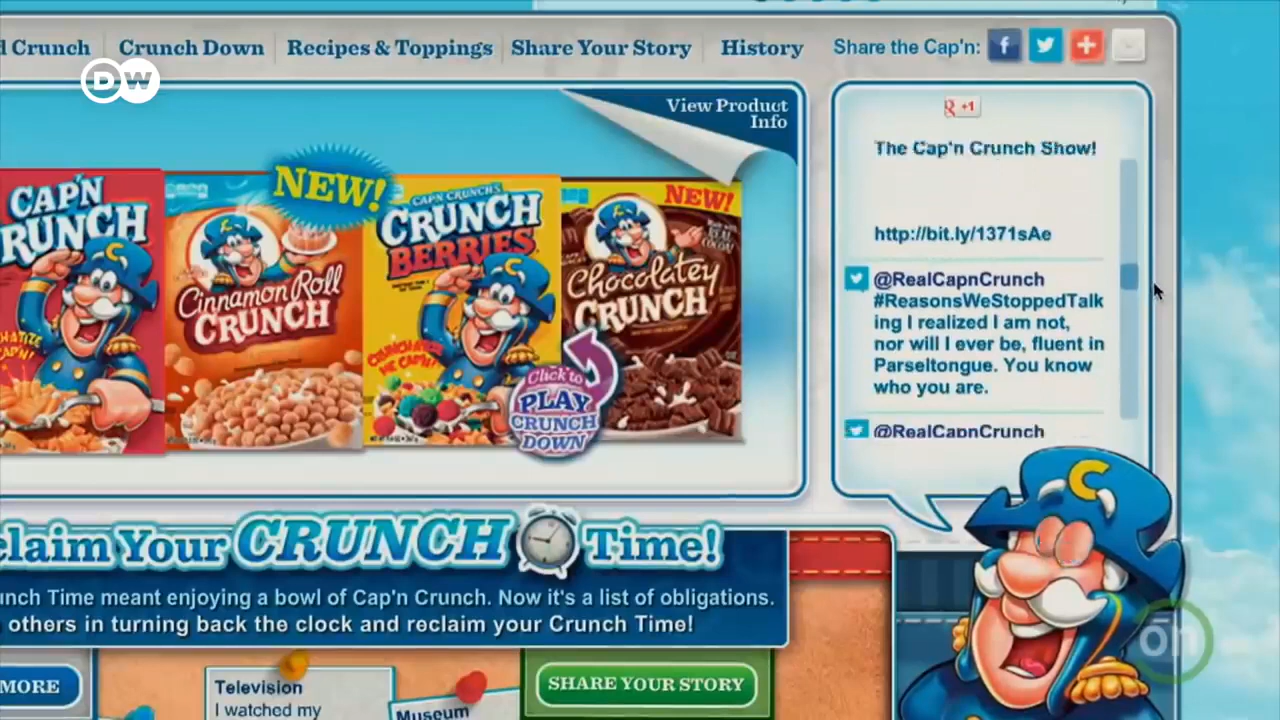 d Crunch
Crunch Down
Recipes & Toppings
Share Your Story
History
Share the Cap'n:
f
DW
View Product
Info
+1
The Cap'n Crunch Show!
http://bit.ly/1371sAe
@RealCapnCrunch
#ReasonsWeStoppedTalk
ing I realized I am not,
nor will I ever be, fluent in
Parseltongue. You know
who you are.
@RealCapnCrunch
CAP'N
RUNCH
NEW!
Cinnamon Roll
CRUNCH
CAP'N CRUNCH'S
CRUNCH
BERRIES
NEW!
Chocolatey
CRUNCH
Click to
PLAY
CRUNCH
DOWN
C
claim Your CRUNCH Time!
unch Time meant enjoying a bowl of Cap'n Crunch. Now it's a list of obligations.
others in turning back the clock and reclaim your Crunch Time!
MORE
Television
I watched my
Museum
SHARE YOUR STORY
ōn